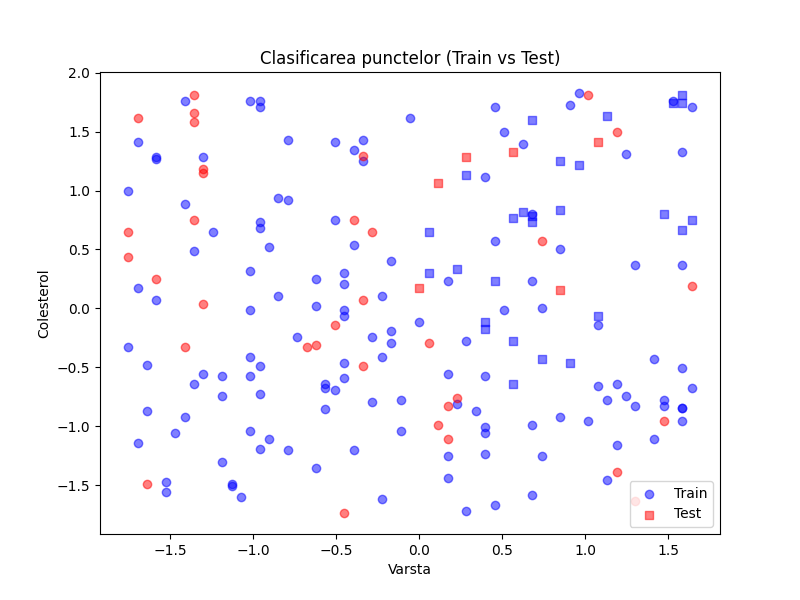 Clasificarea punctelor (Train vs Test)
2.0
1.5
1.0
0.5
0.0
−0.5
−1.0
−1.5
Colesterol
Train
Test
−1.5 −1.0 −0.5 0.0 0.5 1.0 1.5
Varsta